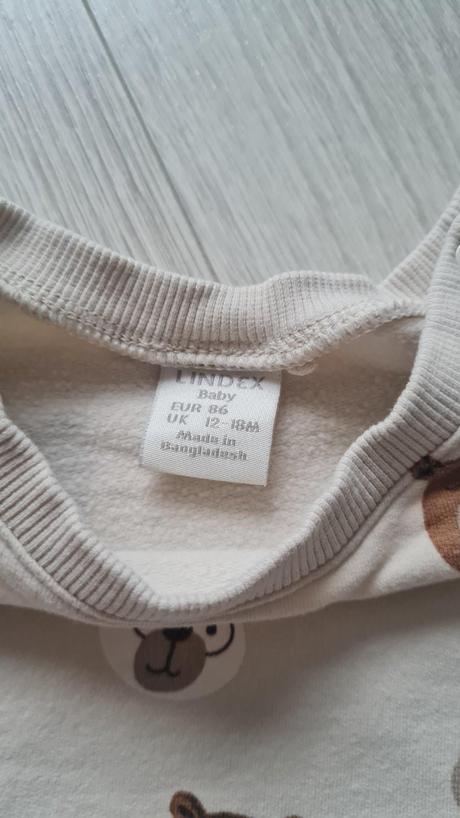 LINDEX
Baby
EUR 86
UK 12-18M
Made in
Bangladesh